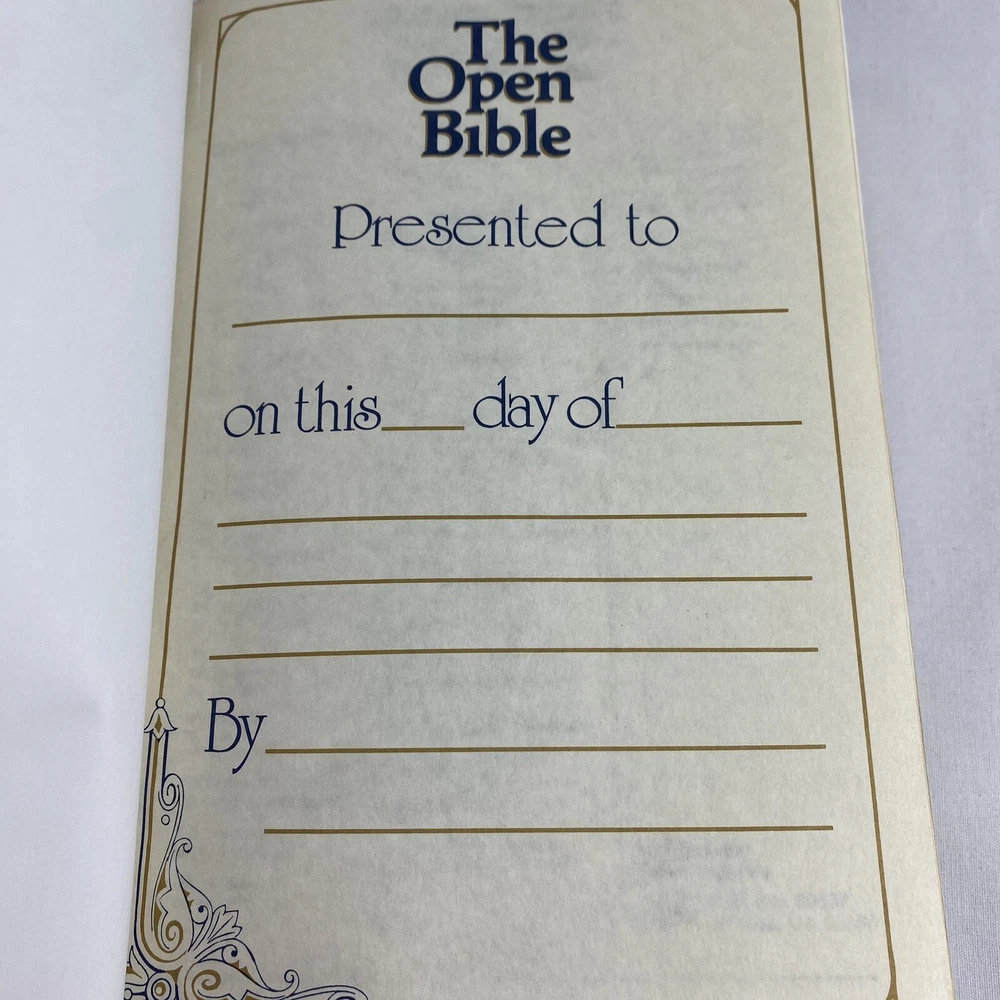 The
Open
Bible
Presented to
on this day of
By